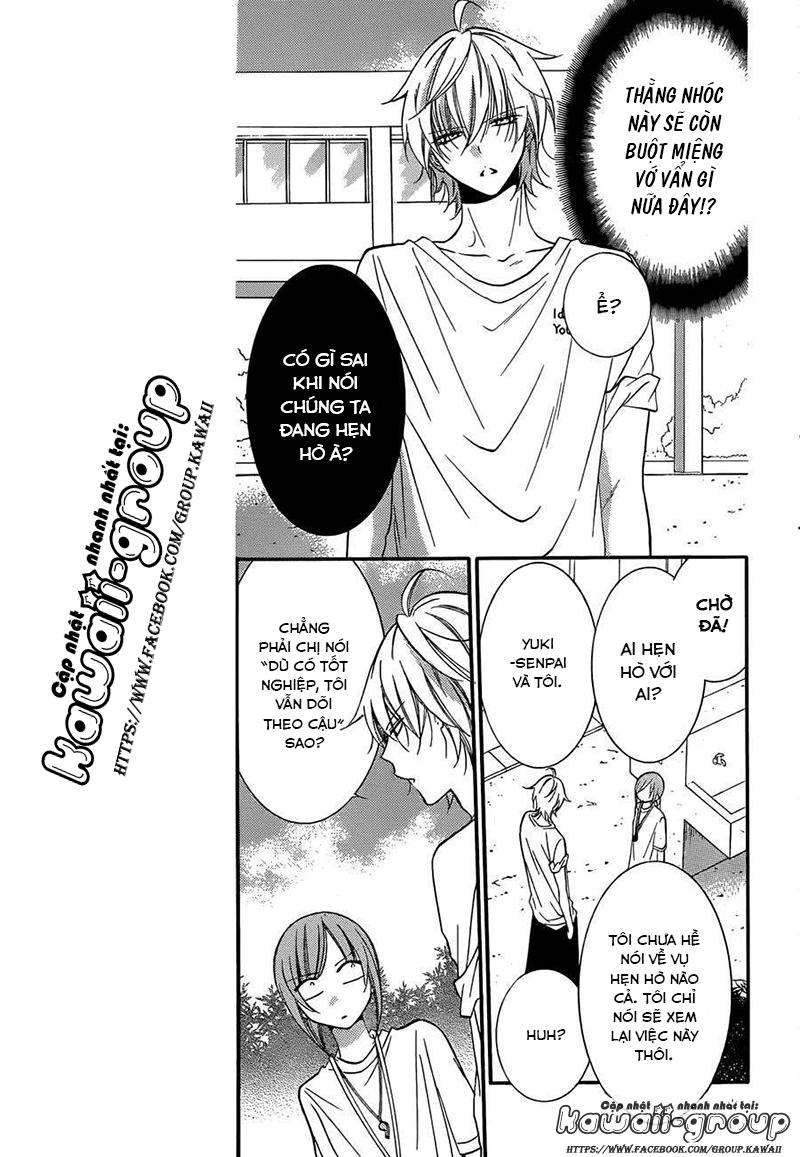 THẰNG NHÓC
NÀY SẼ CÒN
BUỘT MIỆNG
VỚ VẨN GÌ
NỮA ĐÂY!?
Ể?
CÓ GÌ SAI
KHI NÓI
CHÚNG TA
ĐANG HẸN
HÒ À?
CHỜ
ĐÃ!
AI HẸN
HÒ VỚI
AI?
YUKI
-SENPAI
VÀ TÔI.
TÔI CHƯA HỀ
NÓI VỀ VỤ
HẸN HÒ NÀO
CẢ. TÔI CHỈ
NÓI SẼ XEM
LẠI VIỆC NÀY
THÔI.
HUH?
CHẲNG
PHẢI CHỊ NÓI
“DÙ CÓ TỐT
NGHIỆP, TÔI
VẪN DÕI
THEO CẬU”
SAO?
Cập nhật nhanh nhất tại:
kawaii-group
HTTPS://WWW.FACEBOOK.COM/GROUP.KAWAII
Cập nhật nhanh nhất tại:
kawaii-group
HTTPS://WWW.FACEBOOK.COM/GROUP.KAWAII